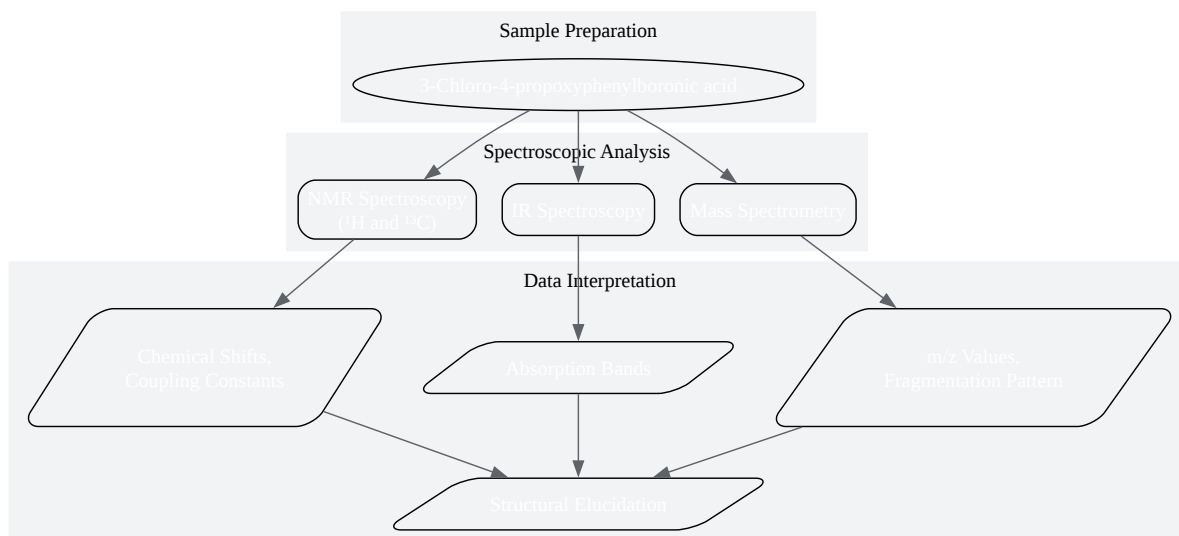 Sample Preparation
3-Chloro-4-propoxyphenylboronic acid
Spectroscopic Analysis
NMR Spectroscopy
(¹H and ¹³C)
IR Spectroscopy
Mass Spectrometry
Data Interpretation
Chemical Shifts,
Coupling Constants
Absorption Bands
m/z Values,
Fragmentation Pattern
Structural Elucidation